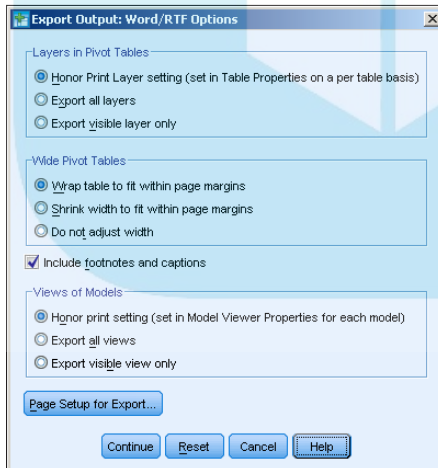 Export Output: Word/RTF Options
Layers in Pivot Tables
Honor Print Layer setting (set in Table Properties on a per table basis)
Export all layers
Export visible layer only
Wide Pivot Tables
Wrap table to fit within page margins
Shrink width to fit within page margins
Do not adjust width
Include footnotes and captions
Views of Models
Honor print setting (set in Model Viewer Properties for each model)
Export all views
Export visible view only
Page Setup for Export...
Continue Reset Cancel Help